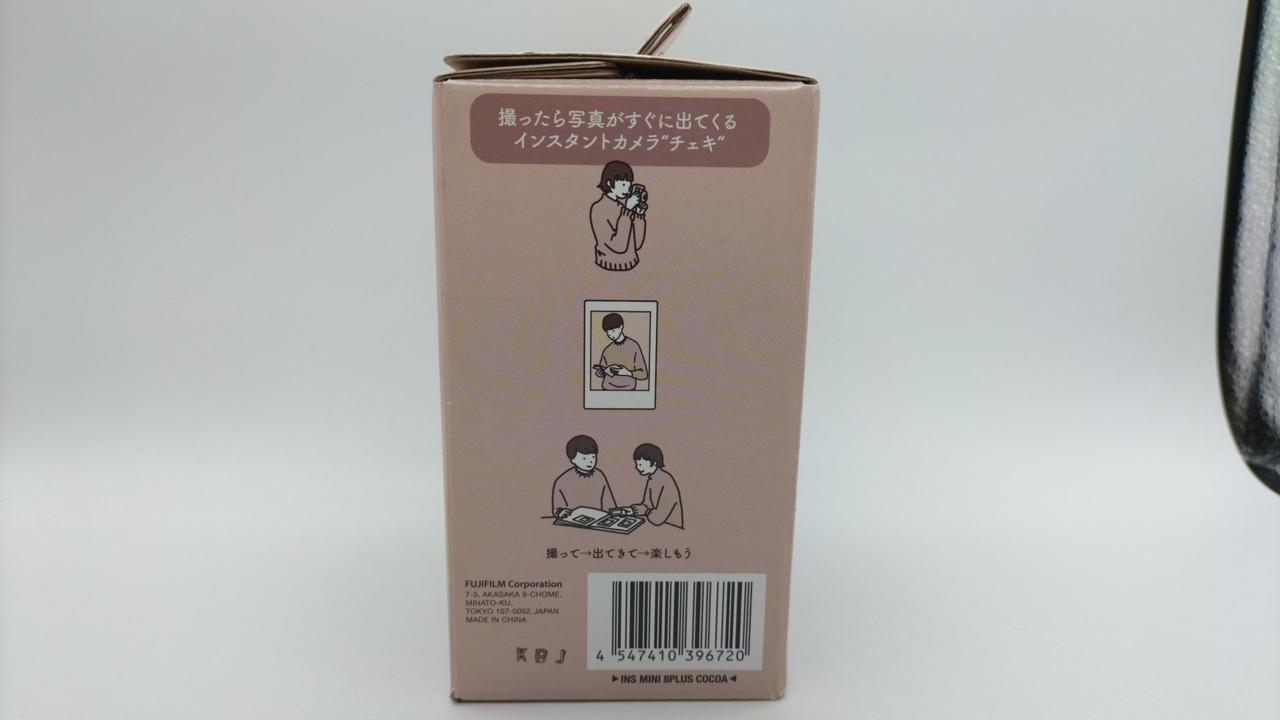 撮ったら写真がすぐに出てくる
インスタントカメラ"チェキ"
撮って→出てきて→楽しもう
FUJIFILM Corporation
7-3, AKASAKA 9-CHOME,
MINATO-KU,
TOKYO 107-0052, JAPAN
MADE IN CHINA
KBJ
4 547410 396720
▶INS MINI 8PLUS COCOA◀